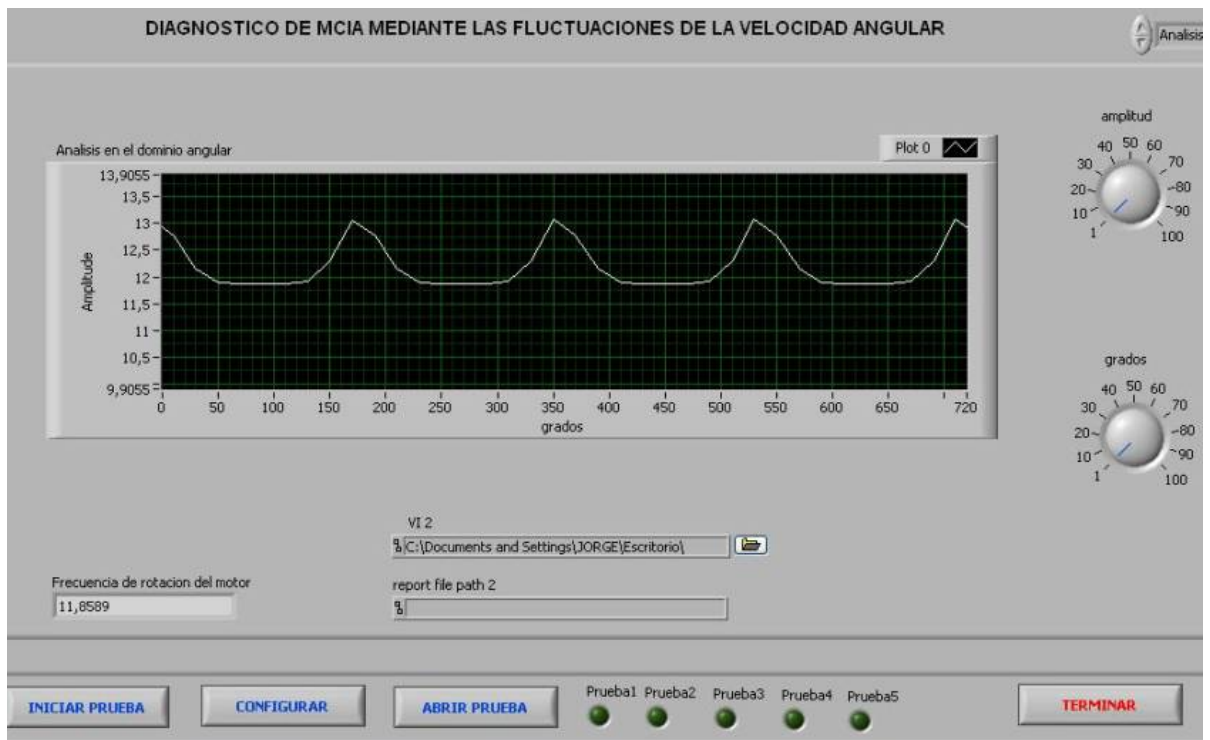 DIAGNOSTICO DE MCIA MEDIANTE LAS FLUCTUACIONES DE LA VELOCIDAD ANGULAR
Analisis
Analisis en el dominio angular
Plot 0
Amplitude
13,9055
13,5
13
12,5
12
11,5
11
10,5
9,9055
0 50 100 150 200 250 300 350 400 450 500 550 600 650 720
grados
amplitud
1 10 20 30 40 50 60 70 80 90 100
grados
1 10 20 30 40 50 60 70 80 90 100
VI 2
C:\Documents and Settings\JORGE\Escritorio\
Frecuencia de rotacion del motor
11,8589
report file path 2
INICIAR PRUEBA
CONFIGURAR
ABRIR PRUEBA
Prueba1 Prueba2 Prueba3 Prueba4 Prueba5
TERMINAR